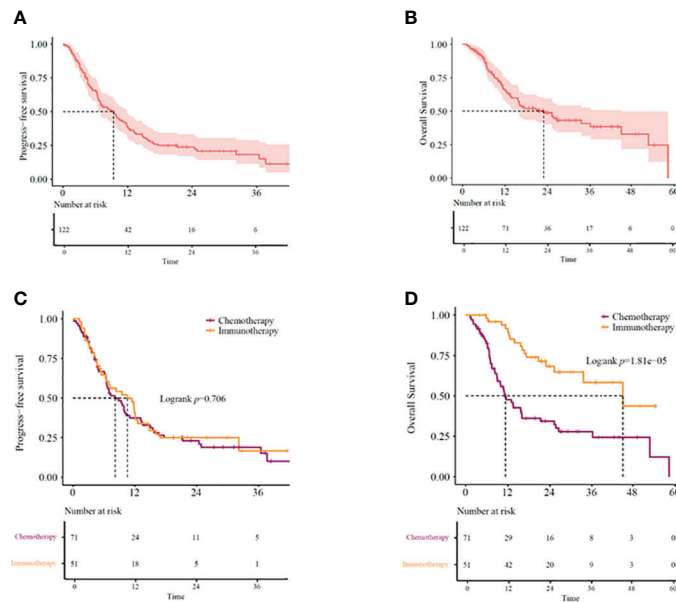 A
1.00
0.75
0.50
0.25
0.00
Progress-free survival
0 12 24 36
Number at risk
122 42 16 6
0 12 24 36
Time
B
1.00
0.75
0.50
0.25
0.00
Overall Survival
0 12 24 36 48 60
Number at risk
122 71 36 17 6 0
0 12 24 36 48 60
Time
C
1.00
0.75
0.50
0.25
0.00
Progress-free survival
Chemotherapy
Immunotherapy
Logrank p=0.706
0 12 24 36
Number at risk
Chemotherapy 71 24 11 5
Immunotherapy 51 18 5 1
0 12 24 36
Time
D
1.00
0.75
0.50
0.25
0.00
Overall Survival
Chemotherapy
Immunotherapy
Logrank p=1.81e-05
0 12 24 36 48 60
Number at risk
Chemotherapy 71 29 16 8 3 0
Immunotherapy 51 42 20 9 3 0
0 12 24 36 48 60
Time